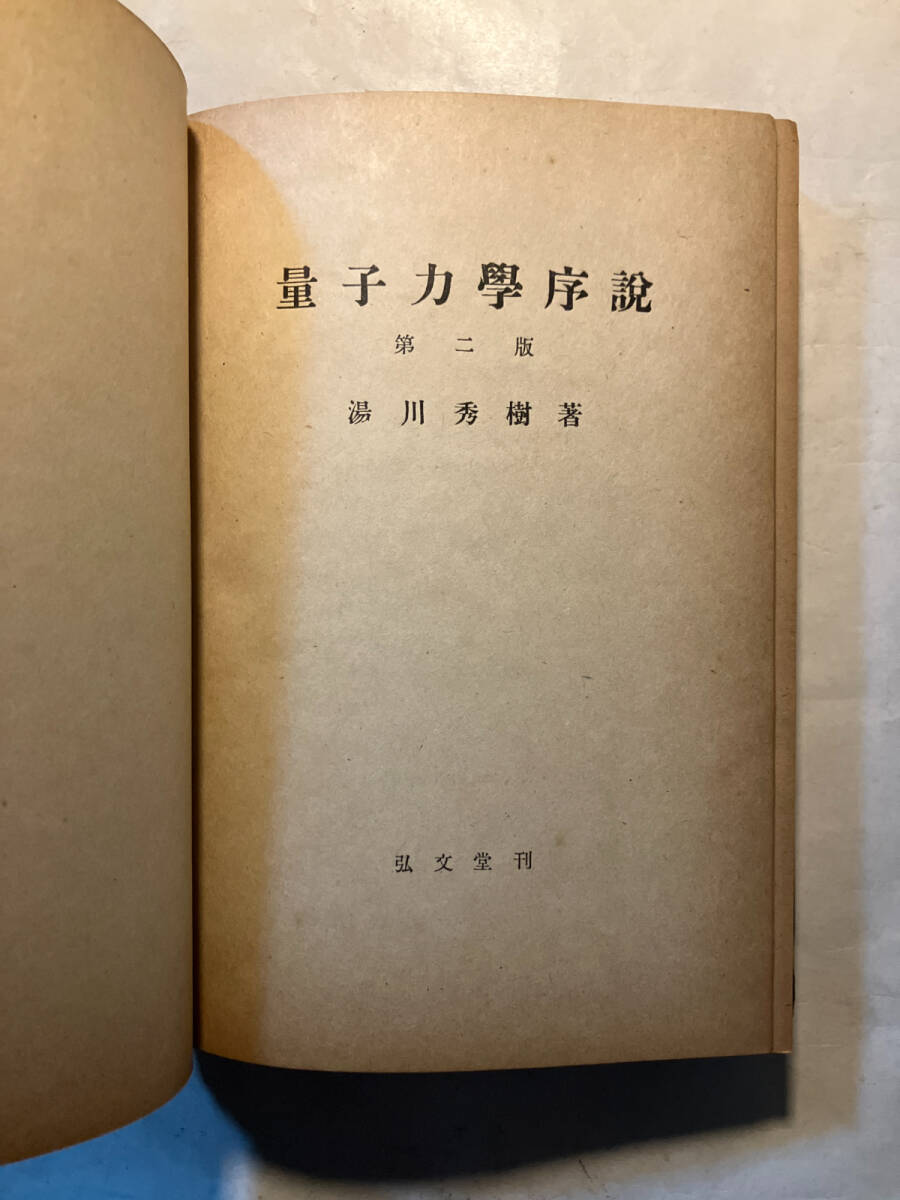 量子力學序說
第二版
湯川秀樹著
弘文堂刊